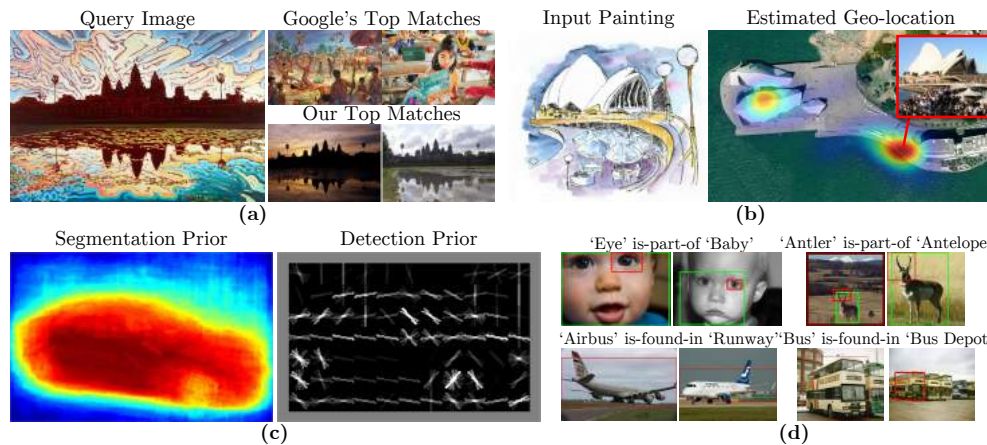 Query Image
Google's Top Matches
Our Top Matches
(a)
Input Painting
Estimated Geo-location
(b)
Segmentation Prior
Detection Prior
(c)
‘Eye’ is-part-of ‘Baby’
‘Antler’ is-part-of ‘Antelope
‘Airbus’ is-found-in ‘Runway’
‘Bus’ is-found-in ‘Bus Depot
(d)